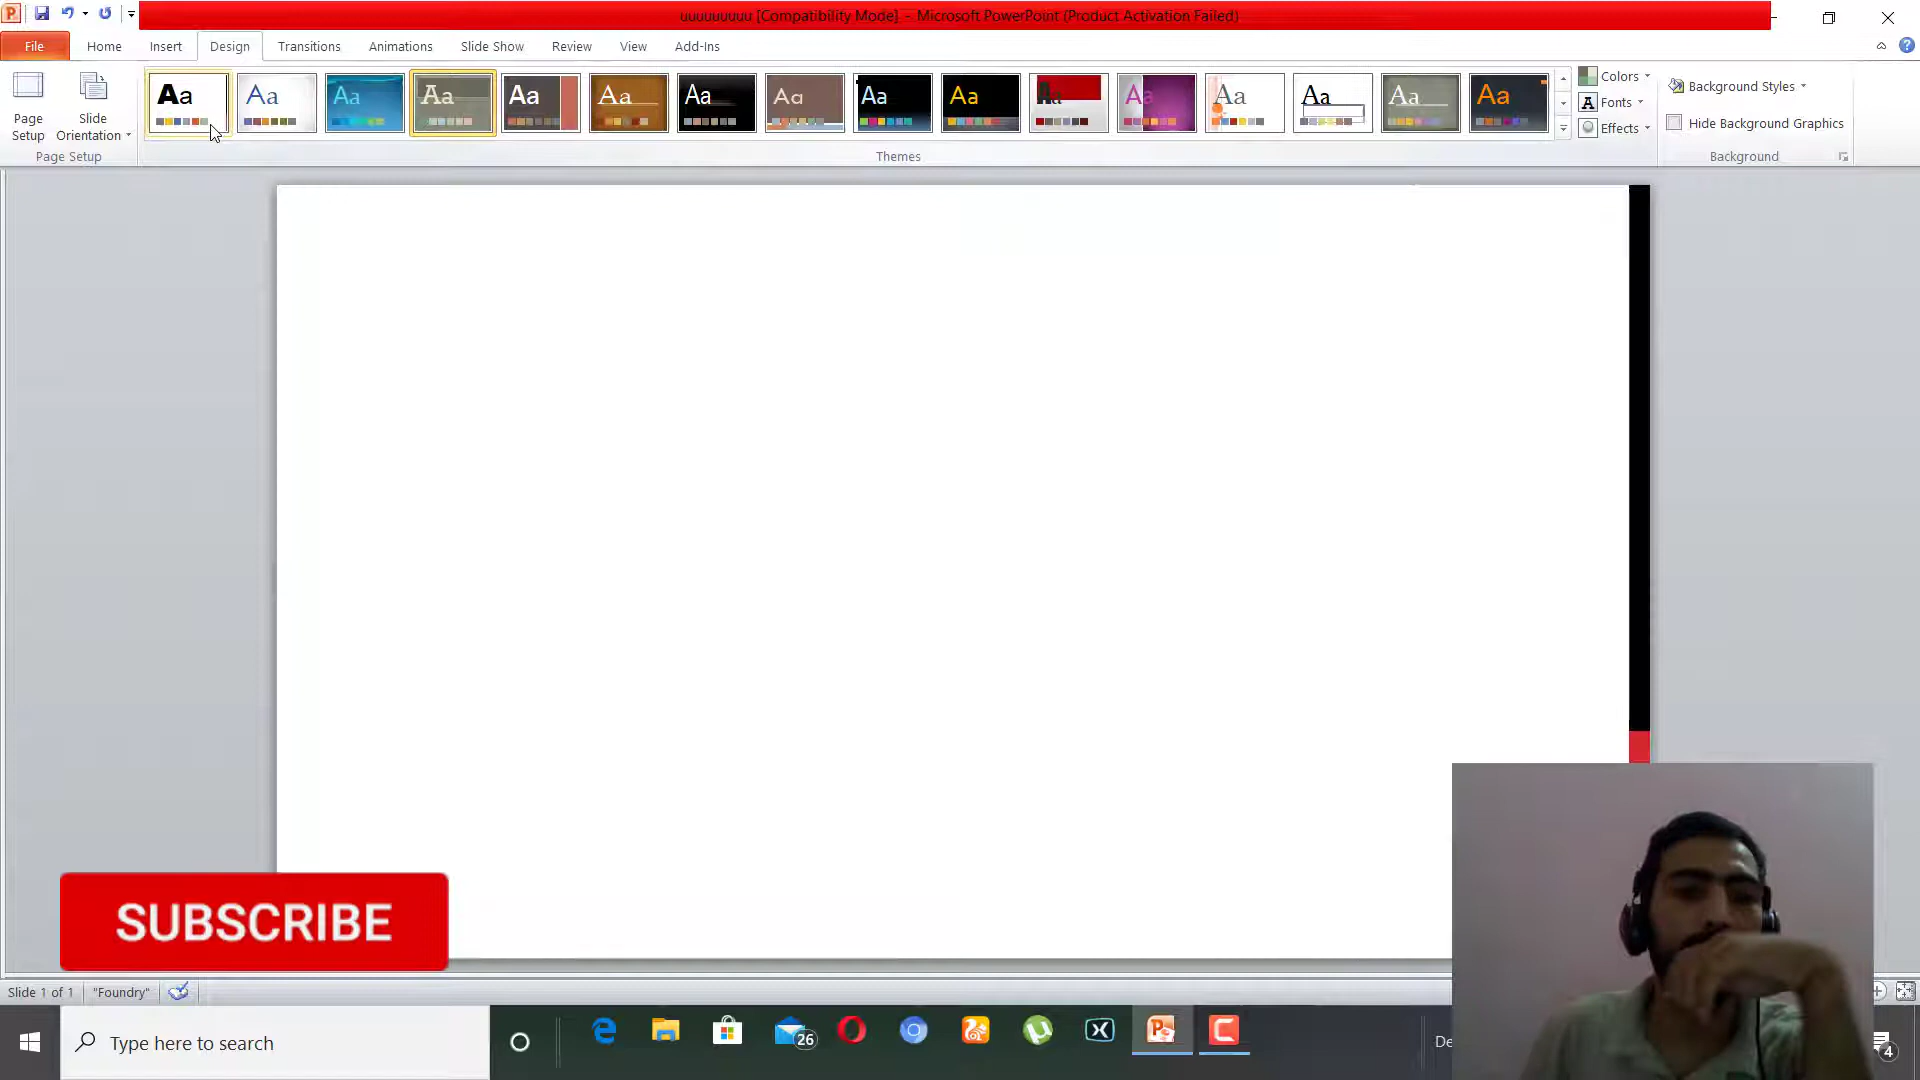 uuuuuuuuu [Compatibility Mode] - Microsoft PowerPoint (Product Activation Failed)
File Home Insert Design Transitions Animations Slide Show Review View Add-Ins
Page Setup
Slide Orientation
Aa Aa Aa Aa Aa Aa Aa Aa Aa Aa Aa Aa Aa Aa Aa Aa
Colors
Fonts
Effects
Background Styles
Hide Background Graphics
Page Setup
Themes
Background
SUBSCRIBE
Slide 1 of 1 "Foundry"
Type here to search
26
De
4